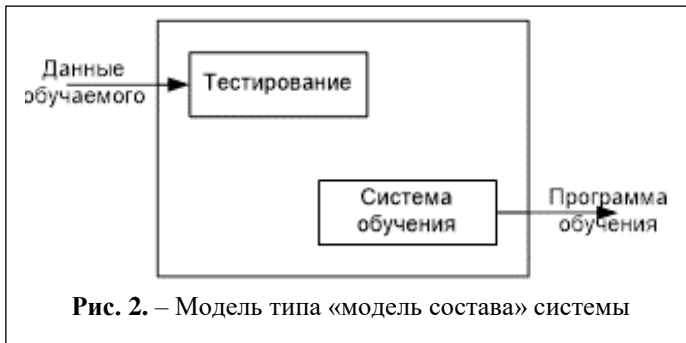 Данные
обучаемого
Тестирование
Система
обучения
Программа
обучения
Рис. 2. – Модель типа «модель состава» системы